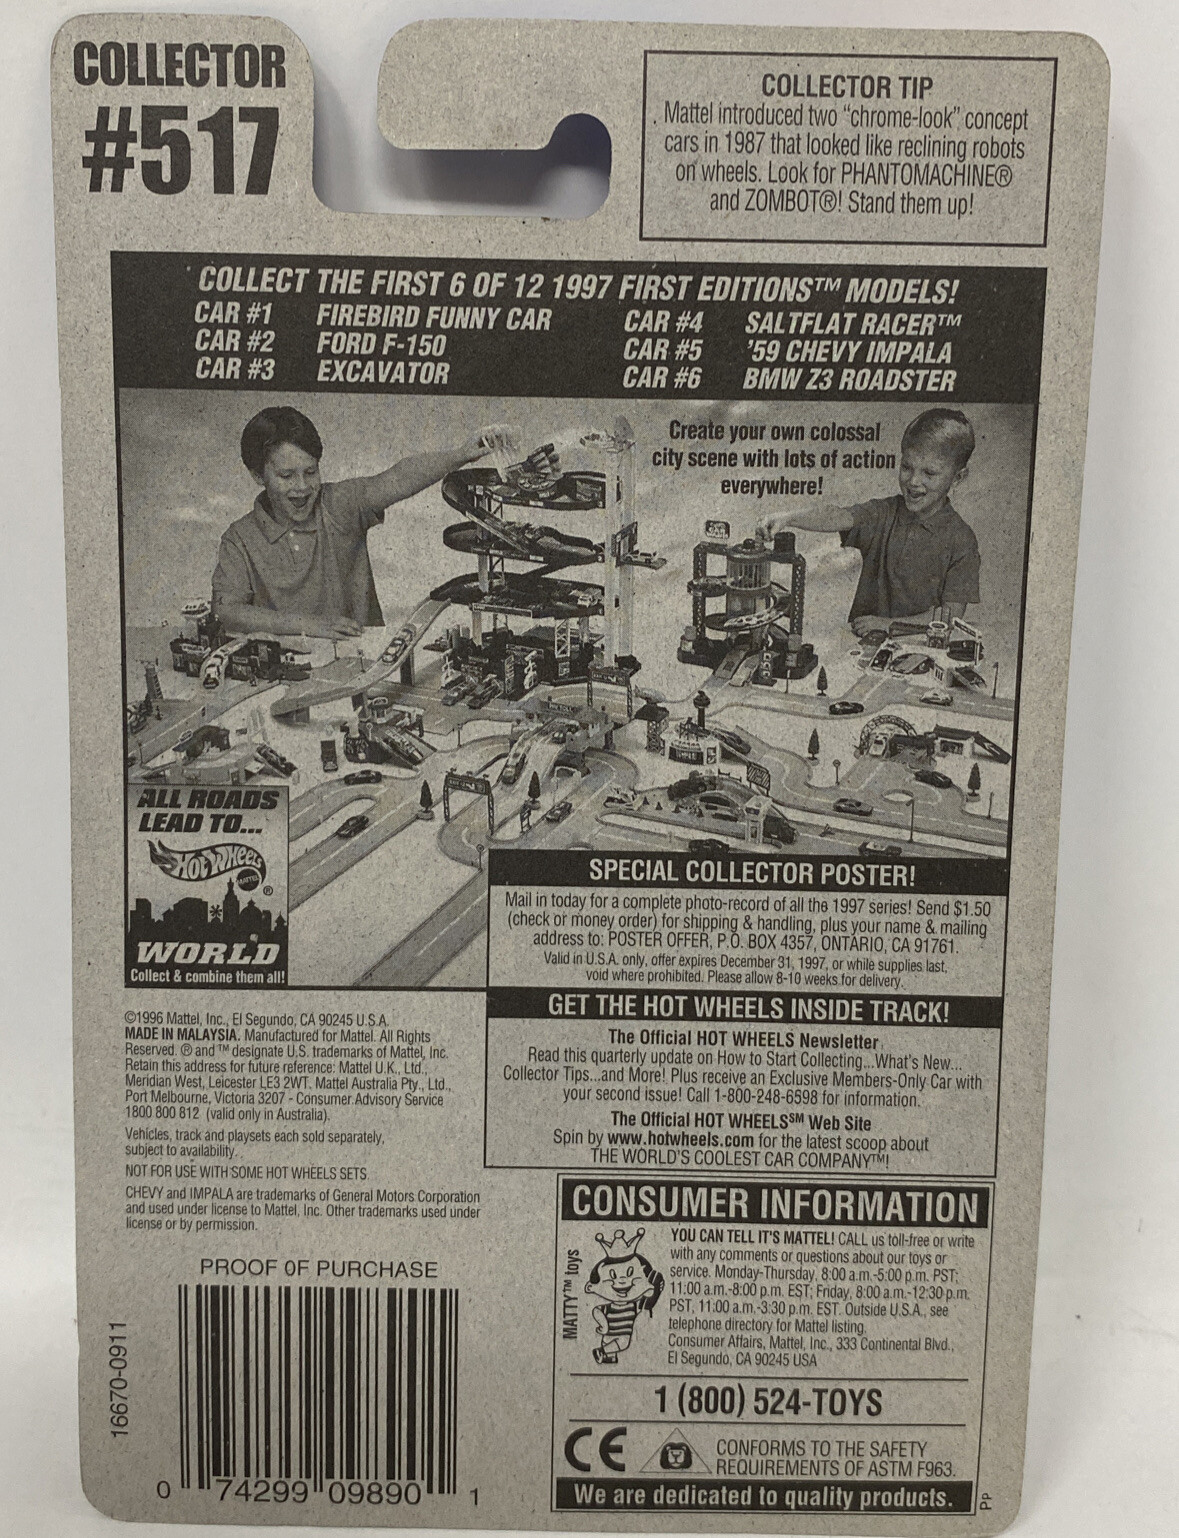 COLLECTOR
#517
COLLECTOR TIP
Mattel introduced two “chrome-look” concept
cars in 1987 that looked like reclining robots
on wheels. Look for PHANTOMACHINE®
and ZOMBOT®! Stand them up!
COLLECT THE FIRST 6 OF 12 1997 FIRST EDITIONS™ MODELS!
CAR #1 FIREBIRD FUNNY CAR
CAR #2 FORD F-150
CAR #3 EXCAVATOR
CAR #4 SALTFLAT RACER™
CAR #5 '59 CHEVY IMPALA
CAR #6 BMW Z3 ROADSTER
Create your own colossal
city scene with lots of action
everywhere!
ALL ROADS
LEAD TO...
HOT WHEELS
MATTEL
®
WORLD
Collect & combine them all!
SPECIAL COLLECTOR POSTER!
Mail in today for a complete photo-record of all the 1997 series! Send $1.50
(check or money order) for shipping & handling, plus your name & mailing
address to: POSTER OFFER, P.O. BOX 4357, ONTARIO, CA 91761.
Valid in U.S.A. only, offer expires December 31, 1997, or while supplies last,
void where prohibited. Please allow 8-10 weeks for delivery.
GET THE HOT WHEELS INSIDE TRACK!
The Official HOT WHEELS Newsletter
Read this quarterly update on How to Start Collecting...What's New...
Collector Tips...and More! Plus receive an Exclusive Members-Only Car with
your second issue! Call 1-800-248-6598 for information.
The Official HOT WHEELS℠ Web Site
Spin by www.hotwheels.com for the latest scoop about
THE WORLD'S COOLEST CAR COMPANY™!
©1996 Mattel, Inc., El Segundo, CA 90245 U.S.A.
MADE IN MALAYSIA. Manufactured for Mattel. All Rights
Reserved. ® and ™ designate U.S. trademarks of Mattel, Inc.
Retain this address for future reference: Mattel U.K., Ltd.,
Meridian West, Leicester LE3 2WT. Mattel Australia Pty., Ltd.,
Port Melbourne, Victoria 3207 - Consumer Advisory Service
1800 800 812 (valid only in Australia).
Vehicles, track and playsets each sold separately,
subject to availability.
NOT FOR USE WITH SOME HOT WHEELS SETS.
CHEVY and IMPALA are trademarks of General Motors Corporation
and used under license to Mattel, Inc. Other trademarks used under
license or by permission.
PROOF OF PURCHASE
16670-0911
0 74299 09890 1
CONSUMER INFORMATION
MATTY™ toys
YOU CAN TELL IT'S MATTEL! CALL us toll-free or write
with any comments or questions about our toys or
service. Monday-Thursday, 8:00 a.m.-5:00 p.m. PST;
11:00 a.m.-8:00 p.m. EST; Friday, 8:00 a.m.-12:30 p.m.
PST, 11:00 a.m.-3:30 p.m. EST. Outside U.S.A., see
telephone directory for Mattel listing.
Consumer Affairs, Mattel, Inc., 333 Continental Blvd.,
El Segundo, CA 90245 USA
1 (800) 524-TOYS
CE
CONFORMS TO THE SAFETY
REQUIREMENTS OF ASTM F963.
We are dedicated to quality products.
PP